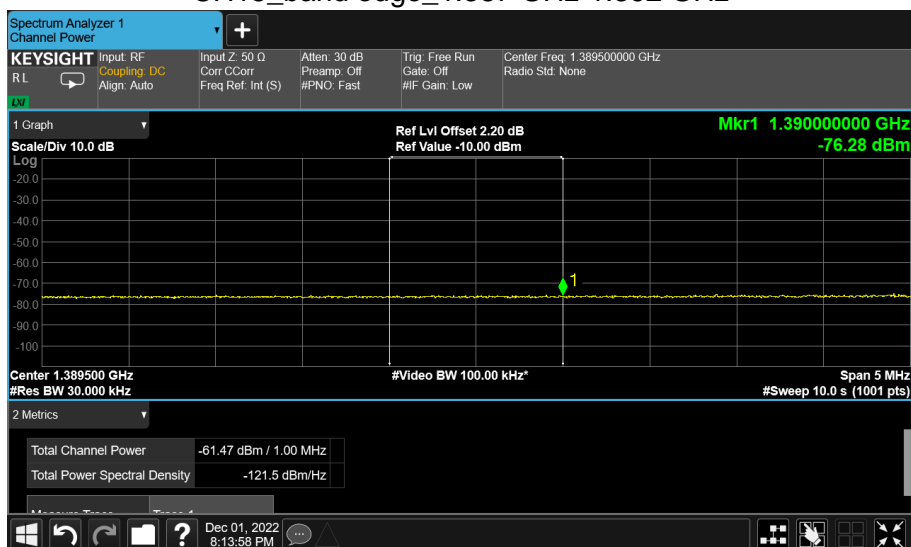 Spectrum Analyzer 1
Channel Power
+
KEYSIGHT
RL
LXI
Input: RF
Coupling: DC
Align: Auto
Input Z: 50 Ω
Corr CCorr
Freq Ref: Int (S)
Atten: 30 dB
Preamp: Off
#PNO: Fast
Trig: Free Run
Gate: Off
#IF Gain: Low
Center Freq: 1.389500000 GHz
Radio Std: None
1 Graph
Scale/Div 10.0 dB
Ref Lvl Offset 2.20 dB
Ref Value -10.00 dBm
Mkr1 1.390000000 GHz
-76.28 dBm
Log
-20.0
-30.0
-40.0
-50.0
-60.0
-70.0
-80.0
-90.0
-100
1
Center 1.389500 GHz
#Res BW 30.000 kHz
#Video BW 100.00 kHz*
Span 5 MHz
#Sweep 10.0 s (1001 pts)
2 Metrics
Total Channel Power -61.47 dBm / 1.00 MHz
Total Power Spectral Density -121.5 dBm/Hz
?
Dec 01, 2022
8:13:58 PM